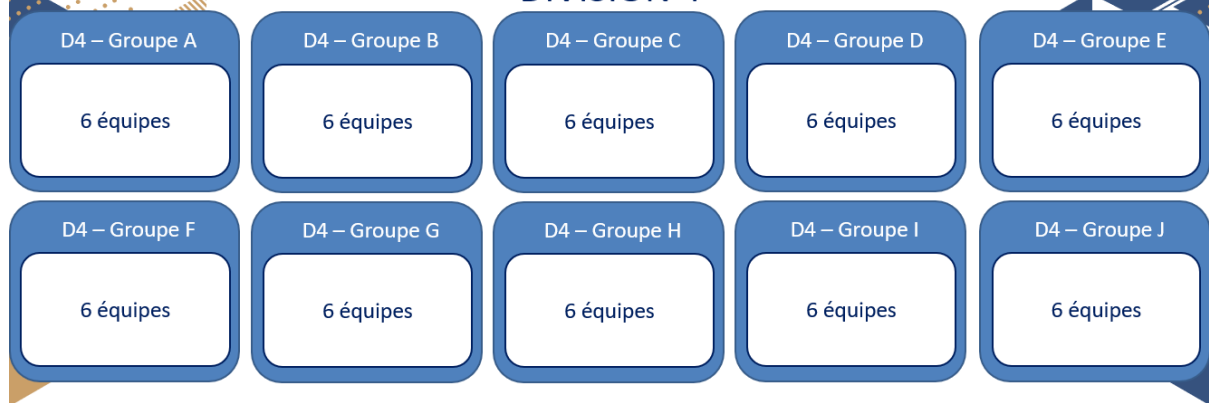 D4 – Groupe A
D4 – Groupe B
D4 – Groupe C
D4 – Groupe D
D4 – Groupe E
6 équipes
6 équipes
6 équipes
6 équipes
6 équipes
D4 – Groupe F
D4 – Groupe G
D4 – Groupe H
D4 – Groupe I
D4 – Groupe J
6 équipes
6 équipes
6 équipes
6 équipes
6 équipes